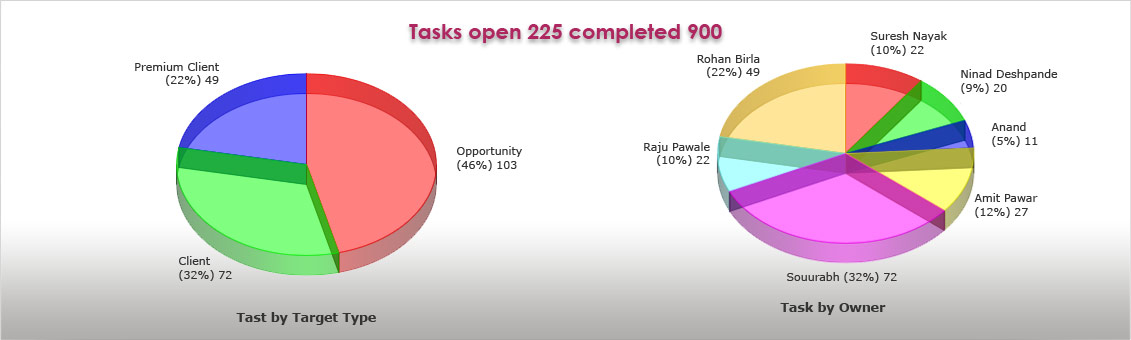 Tasks open 225 completed 900
Premium Client
(22%) 49
Opportunity
(46%) 103
Client
(32%) 72
Tast by Target Type
Suresh Nayak
(10%) 22
Rohan Birla
(22%) 49
Ninad Deshpande
(9%) 20
Anand
(5%) 11
Raju Pawale
(10%) 22
Amit Pawar
(12%) 27
Souurabh (32%) 72
Task by Owner